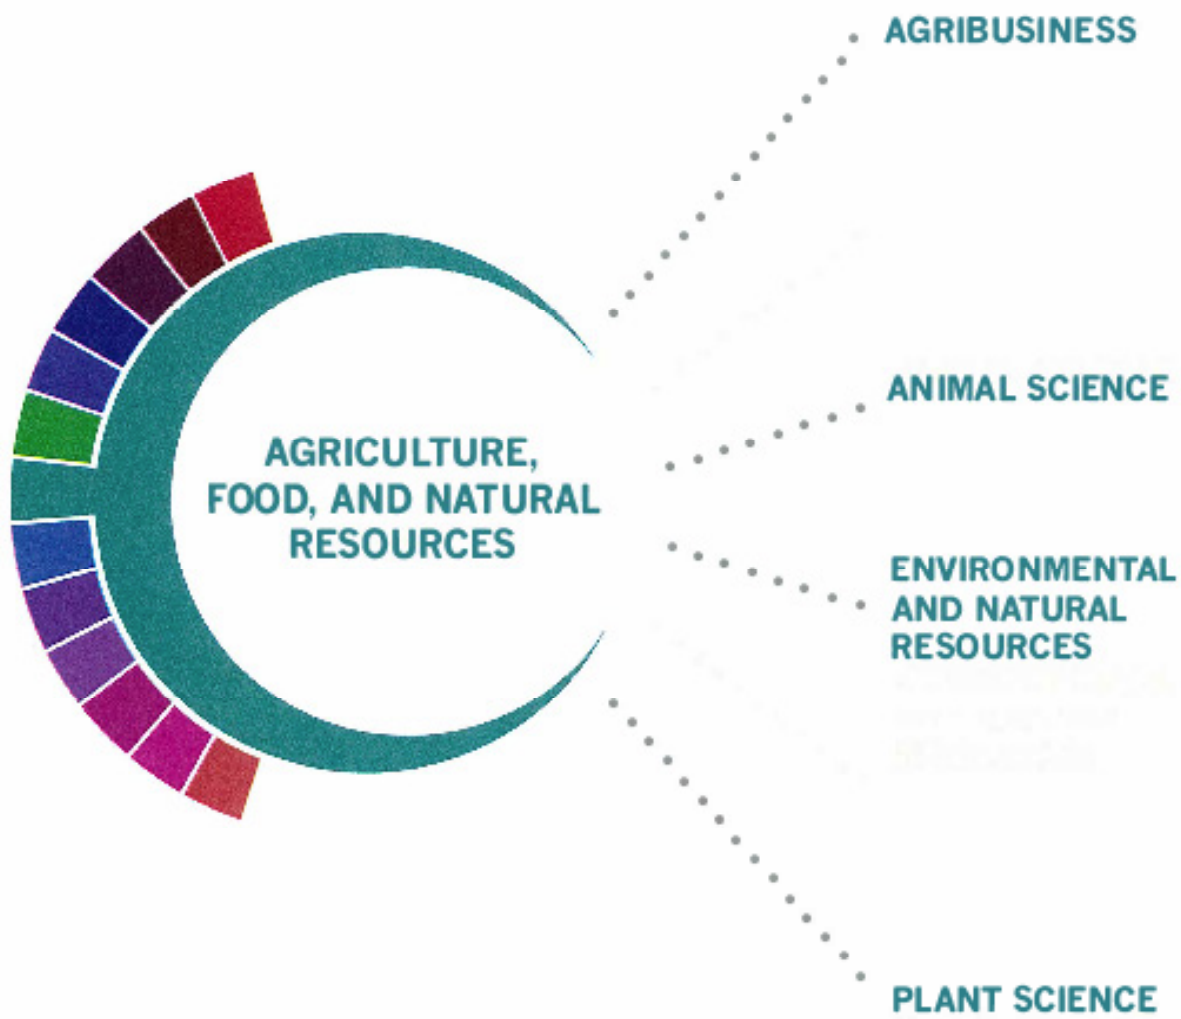 AGRIBUSINESS
ANIMAL SCIENCE
AGRICULTURE,
FOOD, AND NATURAL
RESOURCES
ENVIRONMENTAL
AND NATURAL
RESOURCES
PLANT SCIENCE